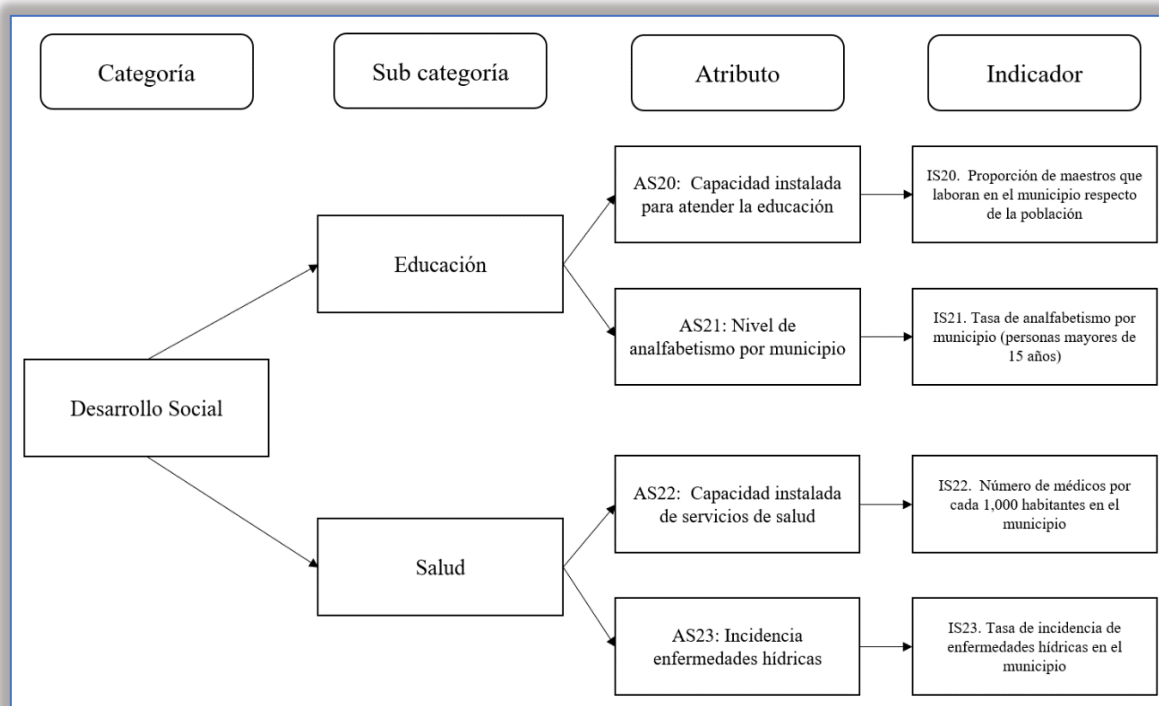 Categoría
Sub categoría
Atributo
Indicador
Desarrollo Social
Educación
AS20:  Capacidad instalada
para atender la educación
IS20.  Proporción de maestros que
laboran en el municipio respecto
de la población
AS21: Nivel de
analfabetismo por municipio
IS21. Tasa de analfabetismo por
municipio (personas mayores de
15 años)
Salud
AS22:  Capacidad instalada
de servicios de salud
IS22.  Número de médicos por
cada 1,000 habitantes en el
municipio
AS23: Incidencia
enfermedades hídricas
IS23. Tasa de incidencia de
enfermedades hídricas en el
municipio